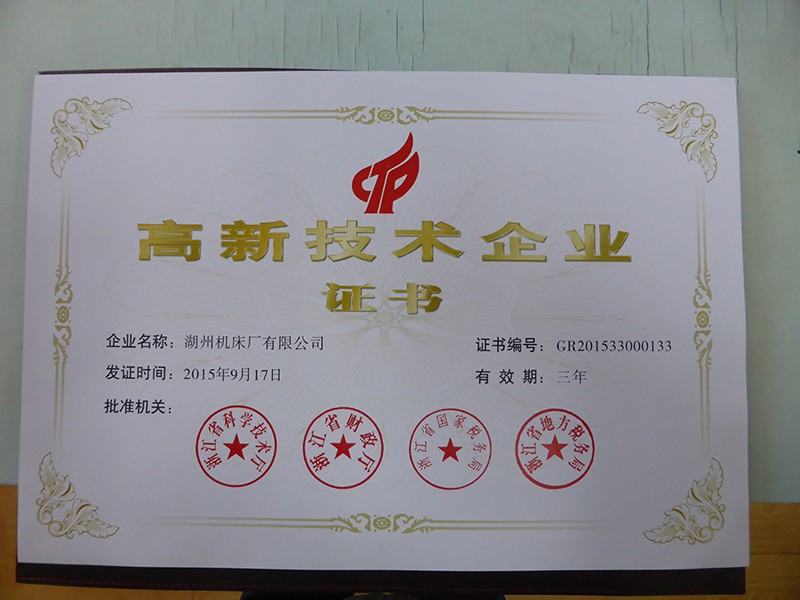 CTP
高新技术企业
证书
企业名称：湖州机床厂有限公司
证书编号：GR201533000133
发证时间：2015年9月17日
有效期：三年
批准机关：
浙江省科学技术厅
浙江省财政厅
浙江省国家税务局
浙江省地方税务局